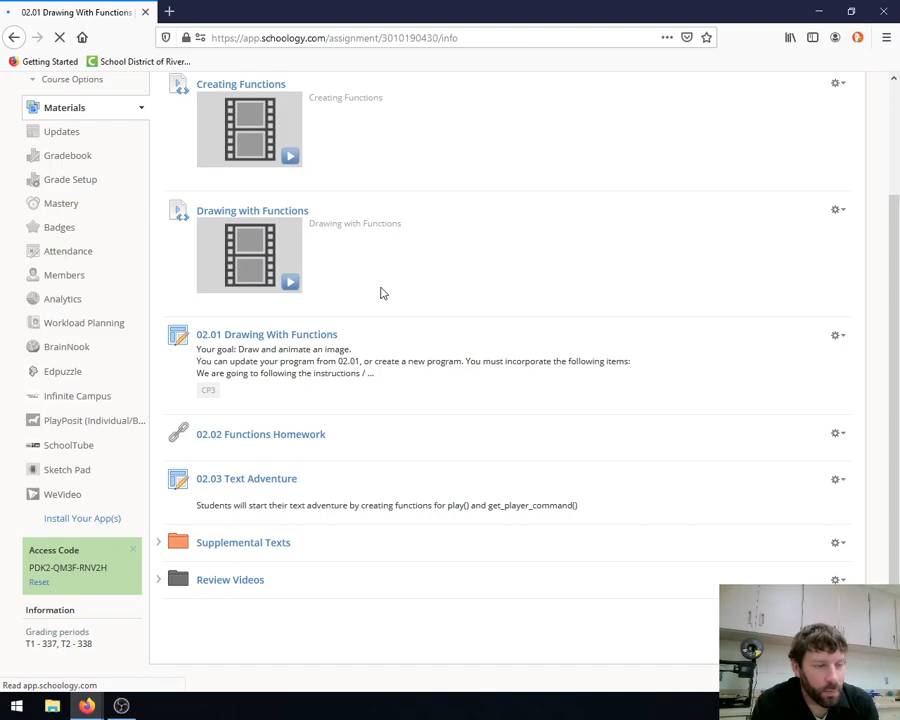 02.01 Drawing With Functions
https://app.schoology.com/assignment/3010190430/info
Getting Started
School District of River...
Course Options
Materials
Updates
Gradebook
Grade Setup
Mastery
Badges
Attendance
Members
Analytics
Workload Planning
BrainNook
Edpuzzle
Infinite Campus
PlayPosit (Individual/B...
SchoolTube
Sketch Pad
WeVideo
Install Your App(s)
Access Code
PDK2-QM3F-RNV2H
Reset
Information
Grading periods
T1 - 337, T2 - 338
Creating Functions
Creating Functions
Drawing with Functions
Drawing with Functions
02.01 Drawing With Functions
Your goal: Draw and animate an image.
You can update your program from 02.01, or create a new program. You must incorporate the following items:
We are going to following the instructions / ...
CP3
02.02 Functions Homework
02.03 Text Adventure
Students will start their text adventure by creating functions for play() and get_player_command()
Supplemental Texts
Review Videos
Read app.schoology.com